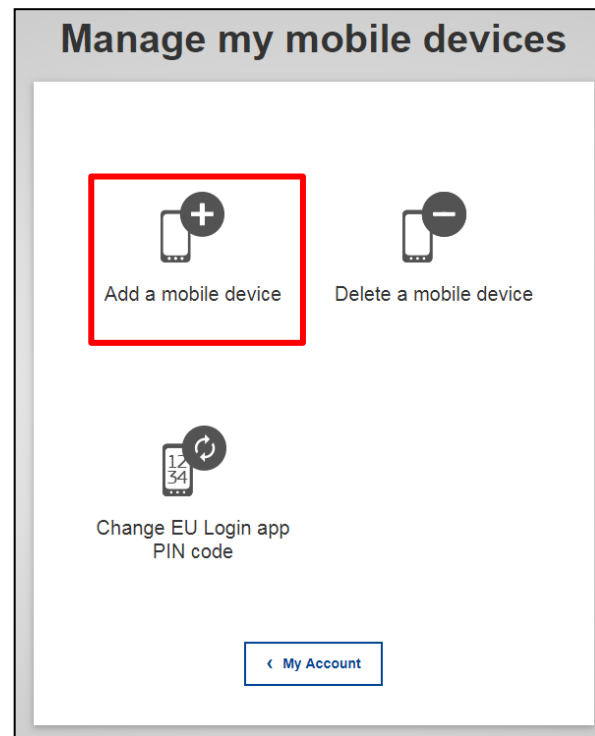 Manage my mobile devices
Add a mobile device
Delete a mobile device
12
34
Change EU Login app
PIN code
‹ My Account